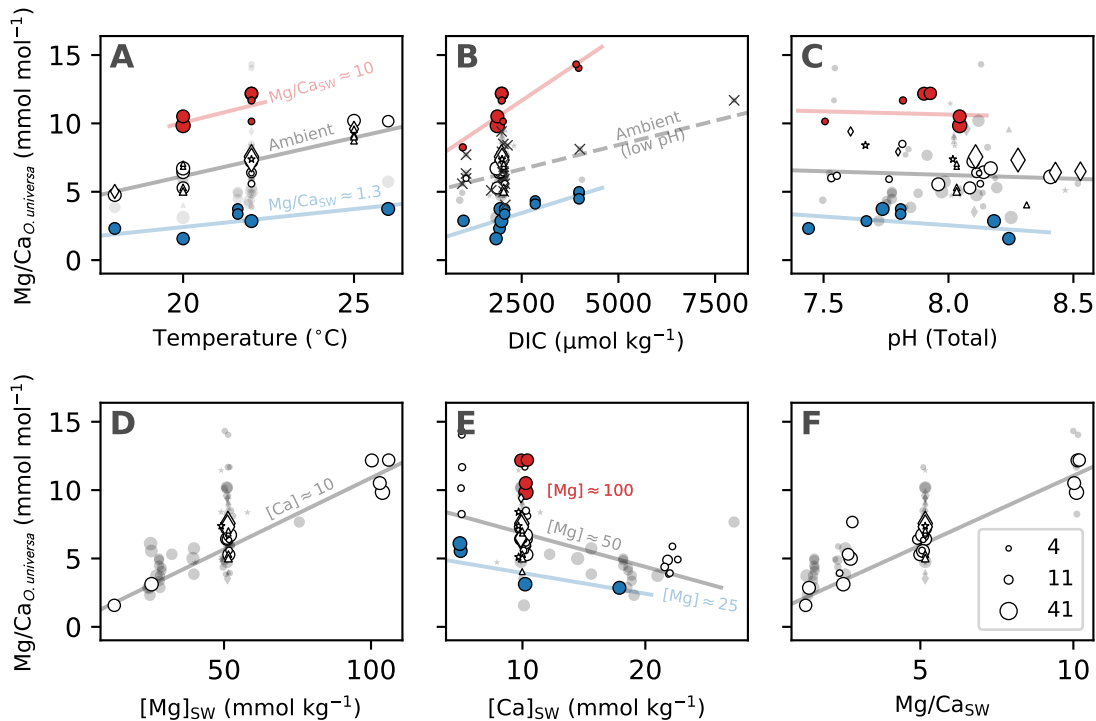 A
B
C
Mg/Ca_O. universa (mmol mol⁻¹)
15
10
5
0
Mg/Ca_SW ≈ 10
Ambient
Mg/Ca_SW ≈ 1.3
Ambient
(low pH)
20
25
2500
5000
7500
7.5
8.0
8.5
Temperature (°C)
DIC (µmol kg⁻¹)
pH (Total)
D
E
F
Mg/Ca_O. universa (mmol mol⁻¹)
15
10
5
0
[Ca] ≈ 10
[Mg] ≈ 100
[Mg] ≈ 50
[Mg] ≈ 25
4
11
41
50
100
10
20
5
10
[Mg]_SW (mmol kg⁻¹)
[Ca]_SW (mmol kg⁻¹)
Mg/Ca_SW